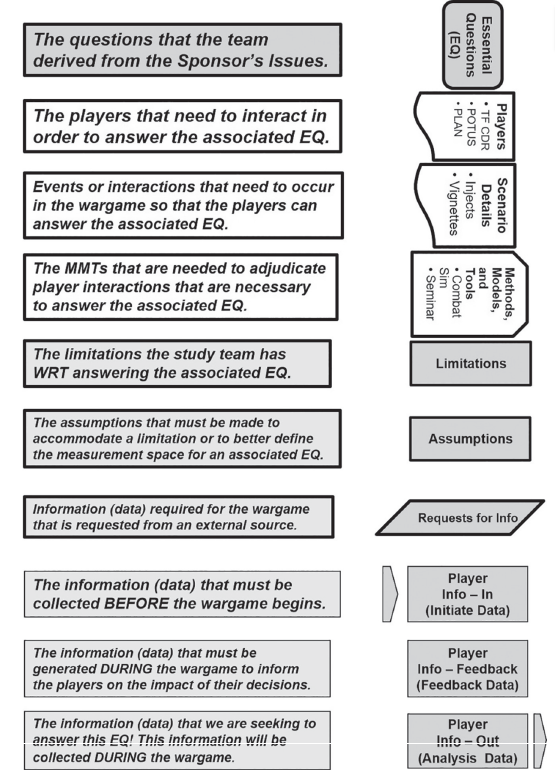 The questions that the team
derived from the Sponsor's Issues.
Essential
Questions
(EQ)
The players that need to interact in
order to answer the associated EQ.
Players
• TF CDR
• POTUS
• PLAN
Events or interactions that need to occur
in the wargame so that the players can
answer the associated EQ.
Scenario
Details
• Injects
• Vignettes
The MMTs that are needed to adjudicate
player interactions that are necessary
to answer the associated EQ.
Methods,
Models,
and
Tools
• Combat
Sim
• Seminar
The limitations the study team has
WRT answering the associated EQ.
Limitations
The assumptions that must be made to
accommodate a limitation or to better define
the measurement space for an associated EQ.
Assumptions
Information (data) required for the wargame
that is requested from an external source.
Requests for Info
The information (data) that must be
collected BEFORE the wargame begins.
Player
Info – In
(Initiate Data)
The information (data) that must be
generated DURING the wargame to inform
the players on the impact of their decisions.
Player
Info – Feedback
(Feedback Data)
The information (data) that we are seeking to
answer this EQ! This information will be
collected DURING the wargame.
Player
Info – Out
(Analysis Data)